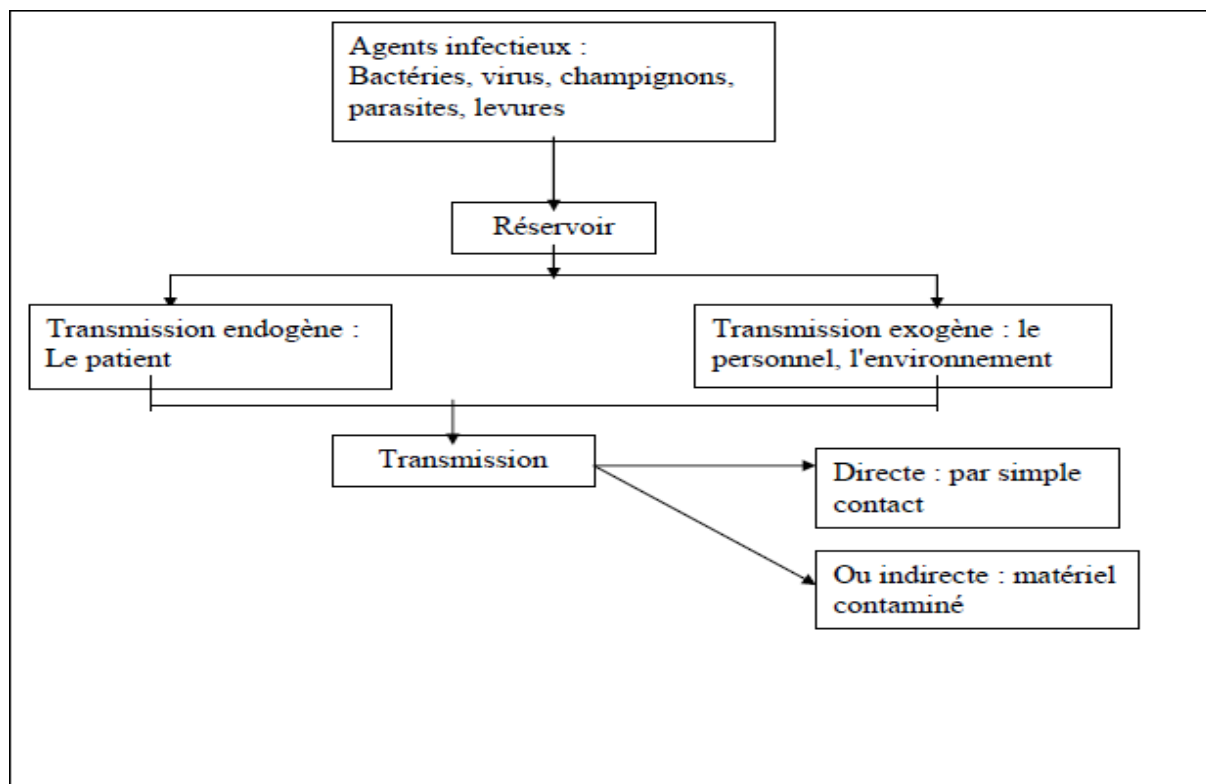 Agents infectieux :
Bactéries, virus, champignons,
parasites, levures
Réservoir
Transmission endogène :
Le patient
Transmission exogène : le
personnel, l'environnement
Transmission
Directe : par simple
contact
Ou indirecte : matériel
contaminé